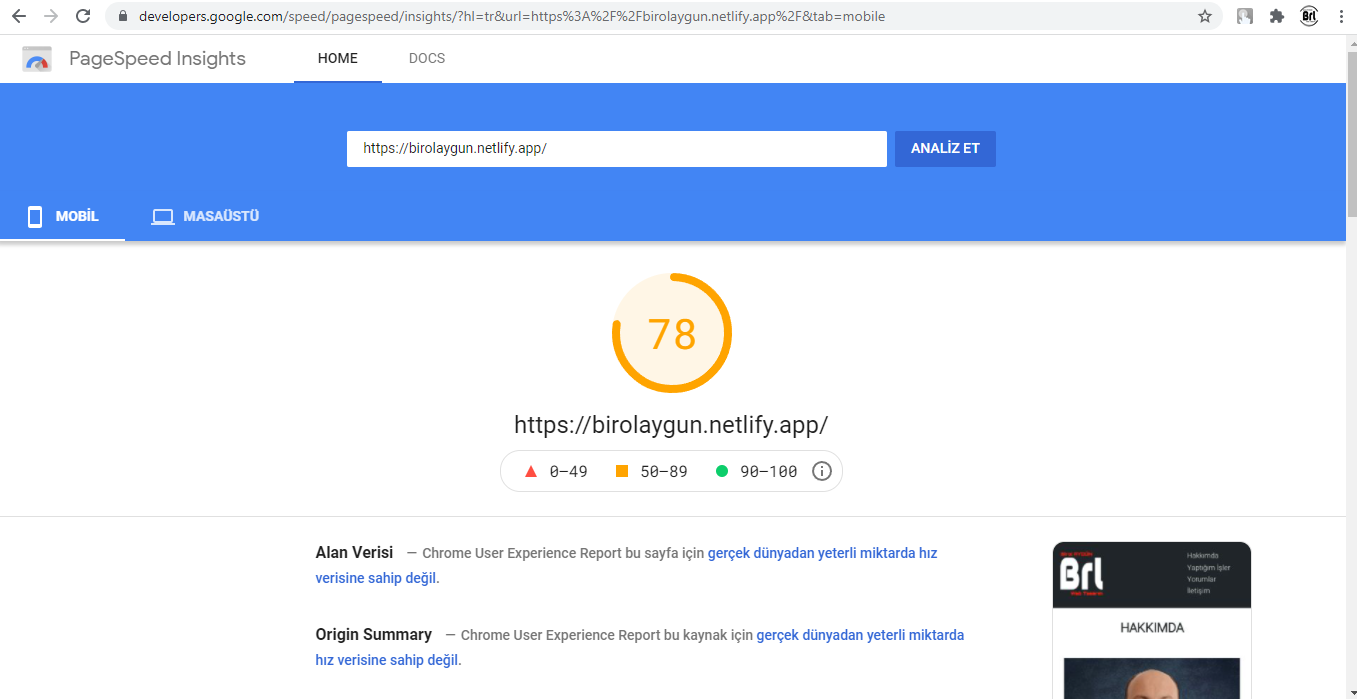 developers.google.com/speed/pagespeed/insights/?hl=tr&url=https%3A%2F%2Fbirolaygun.netlify.app%2F&tab=mobile
Brl
PageSpeed Insights
HOME
DOCS
https://birolaygun.netlify.app/
ANALİZ ET
MOBİL
MASAÜSTÜ
78
https://birolaygun.netlify.app/
0–49
50–89
90–100
Alan Verisi — Chrome User Experience Report bu sayfa için gerçek dünyadan yeterli miktarda hız
verisine sahip değil.
Origin Summary — Chrome User Experience Report bu kaynak için gerçek dünyadan yeterli miktarda
hız verisine sahip değil.
Brl
Web Tasarım
Hakkımda
Yaptığım İşler
Yorumlar
İletişim
HAKKIMDA